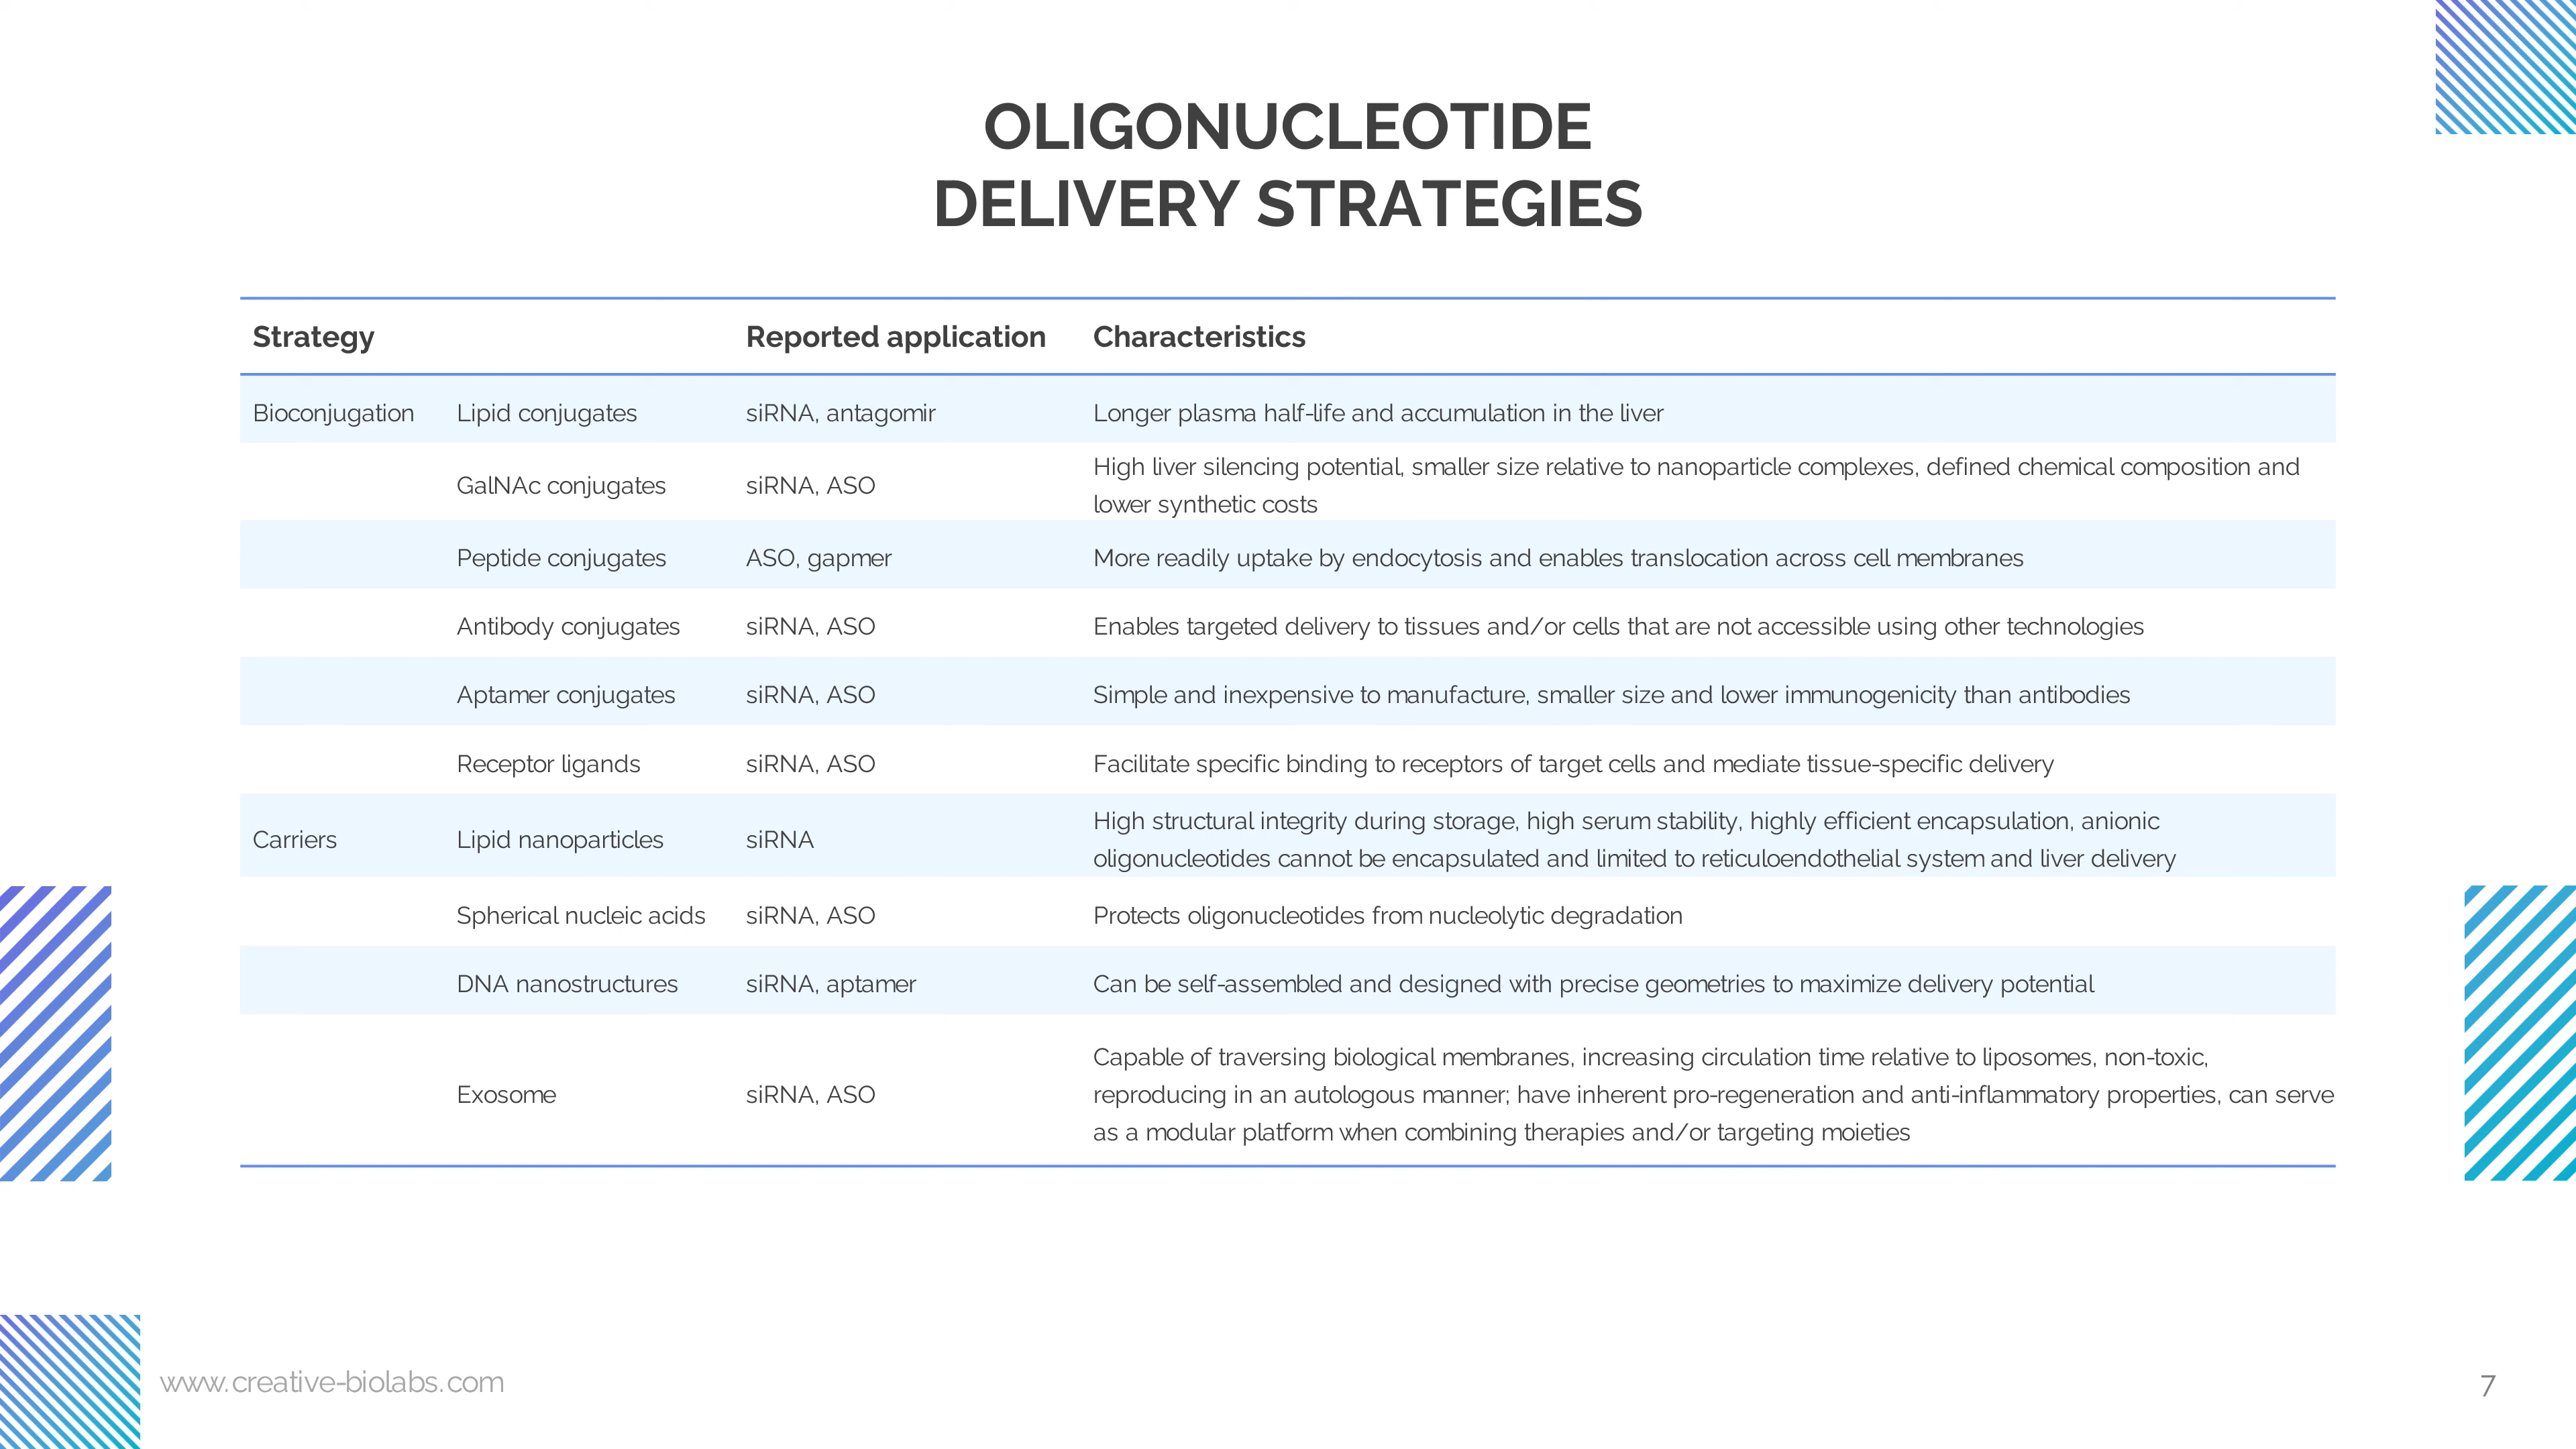 OLIGONUCLEOTIDE
DELIVERY STRATEGIES
Strategy Reported application Characteristics
Bioconjugation Lipid conjugates siRNA, antagomir Longer plasma half-life and accumulation in the liver
GalNAc conjugates siRNA, ASO High liver silencing potential, smaller size relative to nanoparticle complexes, defined chemical composition and
lower synthetic costs
Peptide conjugates ASO, gapmer More readily uptake by endocytosis and enables translocation across cell membranes
Antibody conjugates siRNA, ASO Enables targeted delivery to tissues and/or cells that are not accessible using other technologies
Aptamer conjugates siRNA, ASO Simple and inexpensive to manufacture, smaller size and lower immunogenicity than antibodies
Receptor ligands siRNA, ASO Facilitate specific binding to receptors of target cells and mediate tissue-specific delivery
Carriers Lipid nanoparticles siRNA High structural integrity during storage, high serum stability, highly efficient encapsulation, anionic
oligonucleotides cannot be encapsulated and limited to reticuloendothelial system and liver delivery
Spherical nucleic acids siRNA, ASO Protects oligonucleotides from nucleolytic degradation
DNA nanostructures siRNA, aptamer Can be self-assembled and designed with precise geometries to maximize delivery potential
Exosome siRNA, ASO Capable of traversing biological membranes, increasing circulation time relative to liposomes, non-toxic,
reproducing in an autologous manner; have inherent pro-regeneration and anti-inflammatory properties, can serve
as a modular platform when combining therapies and/or targeting moieties
www.creative-biolabs.com
7